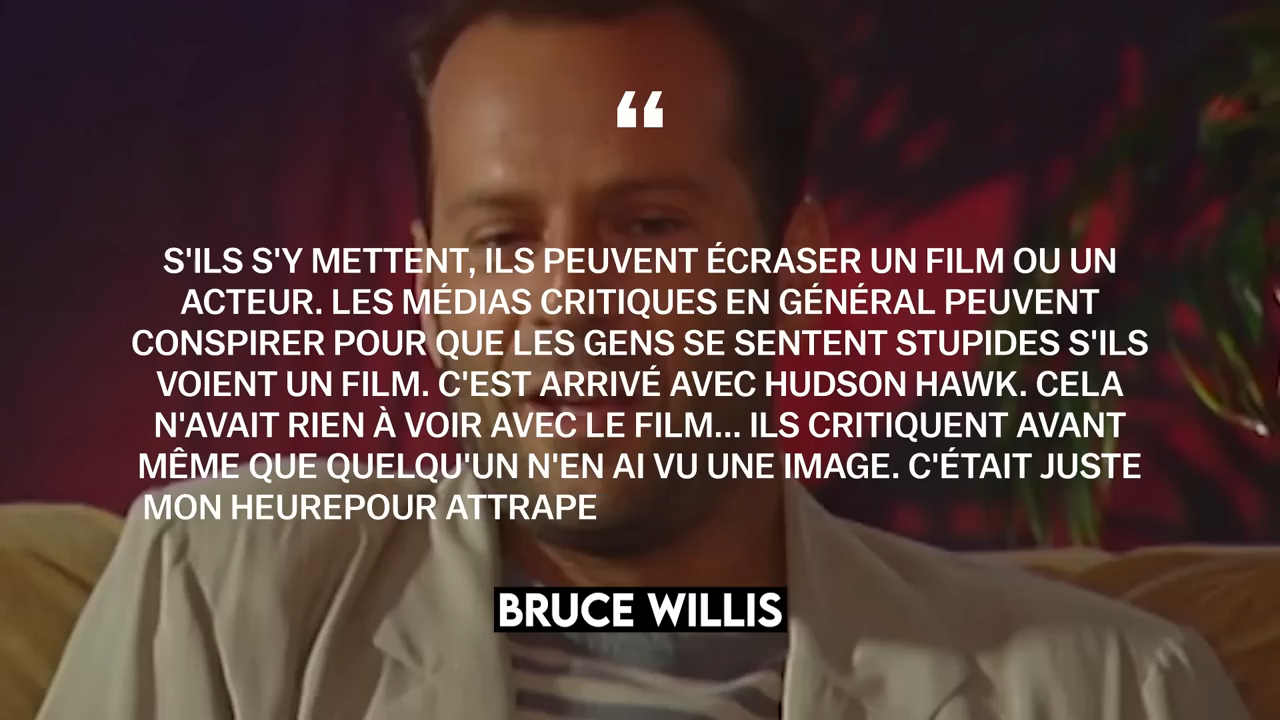 “
S'ILS S'Y METTENT, ILS PEUVENT ÉCRASER UN FILM OU UN
ACTEUR. LES MÉDIAS CRITIQUES EN GÉNÉRAL PEUVENT
CONSPIRER POUR QUE LES GENS SE SENTENT STUPIDES S'ILS
VOIENT UN FILM. C'EST ARRIVÉ AVEC HUDSON HAWK. CELA
N'AVAIT RIEN À VOIR AVEC LE FILM... ILS CRITIQUENT AVANT
MÊME QUE QUELQU'UN N'EN AI VU UNE IMAGE. C'ÉTAIT JUSTE
MON HEUREPOUR ATTRAPE
BRUCE WILLIS